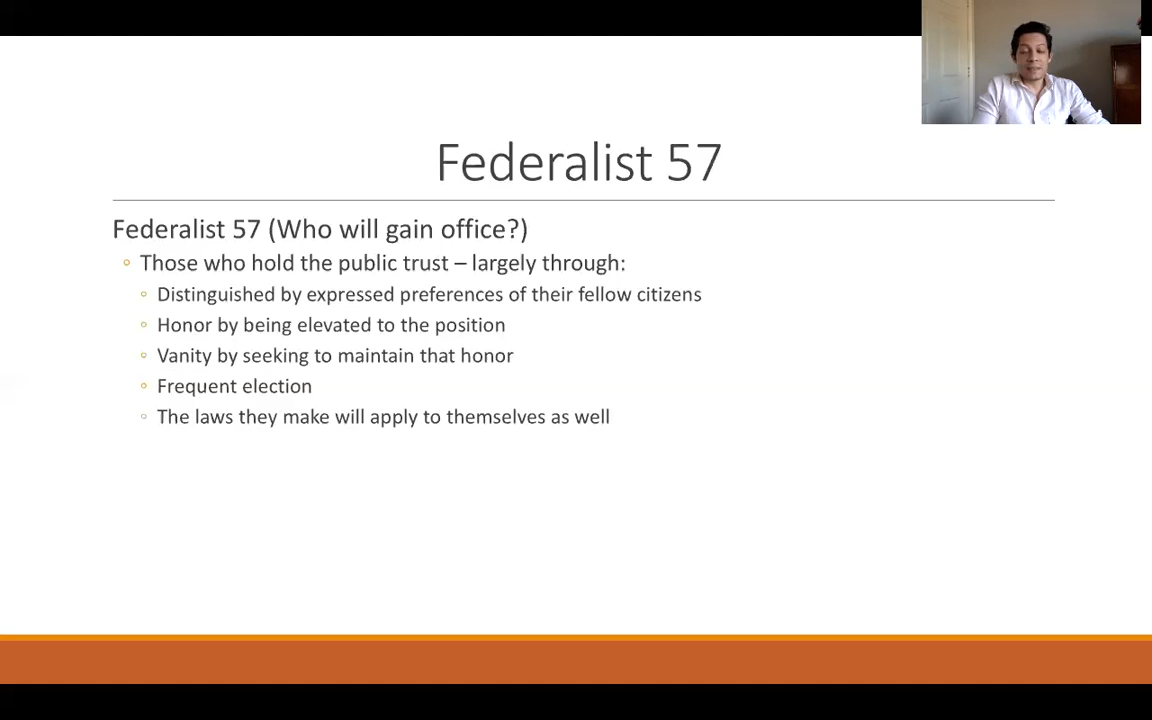 Federalist 57
Federalist 57 (Who will gain office?)
Those who hold the public trust – largely through:
Distinguished by expressed preferences of their fellow citizens
Honor by being elevated to the position
Vanity by seeking to maintain that honor
Frequent election
The laws they make will apply to themselves as well